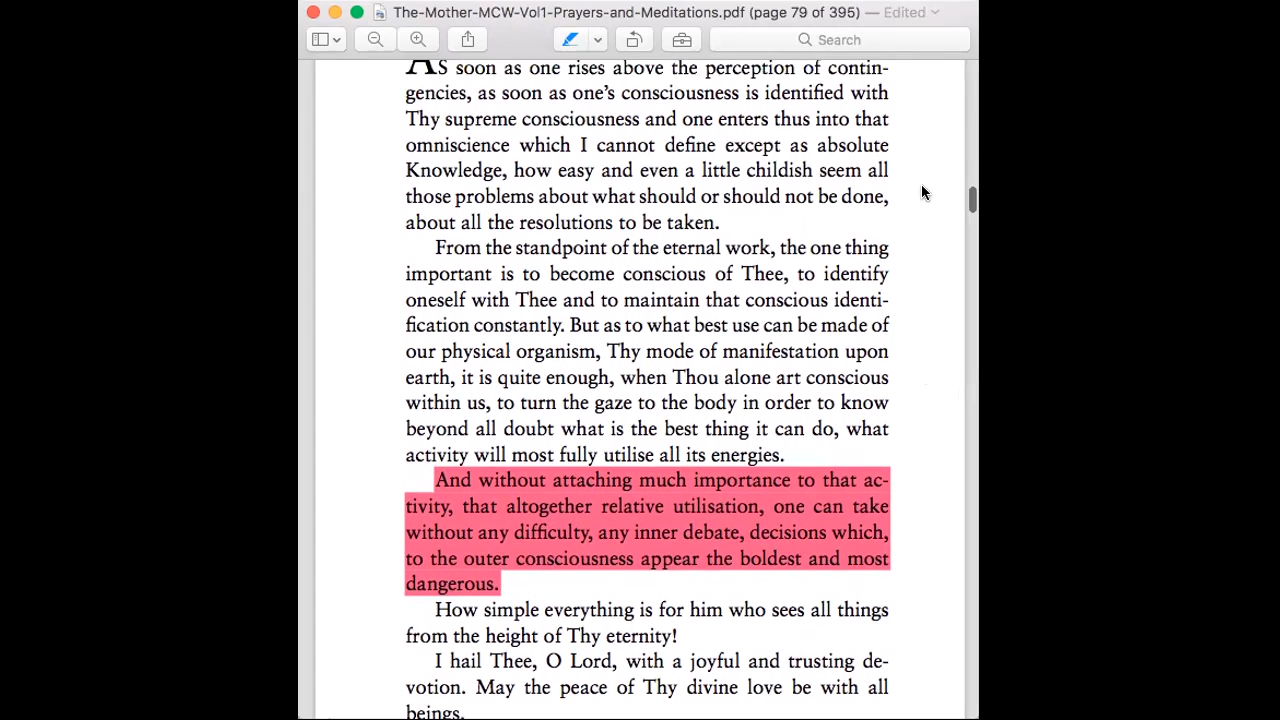 The-Mother-MCW-Vol1-Prayers-and-Meditations.pdf (page 79 of 395) — Edited
Search
AS soon as one rises above the perception of contin-
gencies, as soon as one's consciousness is identified with
Thy supreme consciousness and one enters thus into that
omniscience which I cannot define except as absolute
Knowledge, how easy and even a little childish seem all
those problems about what should or should not be done,
about all the resolutions to be taken.
From the standpoint of the eternal work, the one thing
important is to become conscious of Thee, to identify
oneself with Thee and to maintain that conscious identi-
fication constantly. But as to what best use can be made of
our physical organism, Thy mode of manifestation upon
earth, it is quite enough, when Thou alone art conscious
within us, to turn the gaze to the body in order to know
beyond all doubt what is the best thing it can do, what
activity will most fully utilise all its energies.
And without attaching much importance to that ac-
tivity, that altogether relative utilisation, one can take
without any difficulty, any inner debate, decisions which,
to the outer consciousness appear the boldest and most
dangerous.
How simple everything is for him who sees all things
from the height of Thy eternity!
I hail Thee, O Lord, with a joyful and trusting de-
votion. May the peace of Thy divine love be with all
beings.